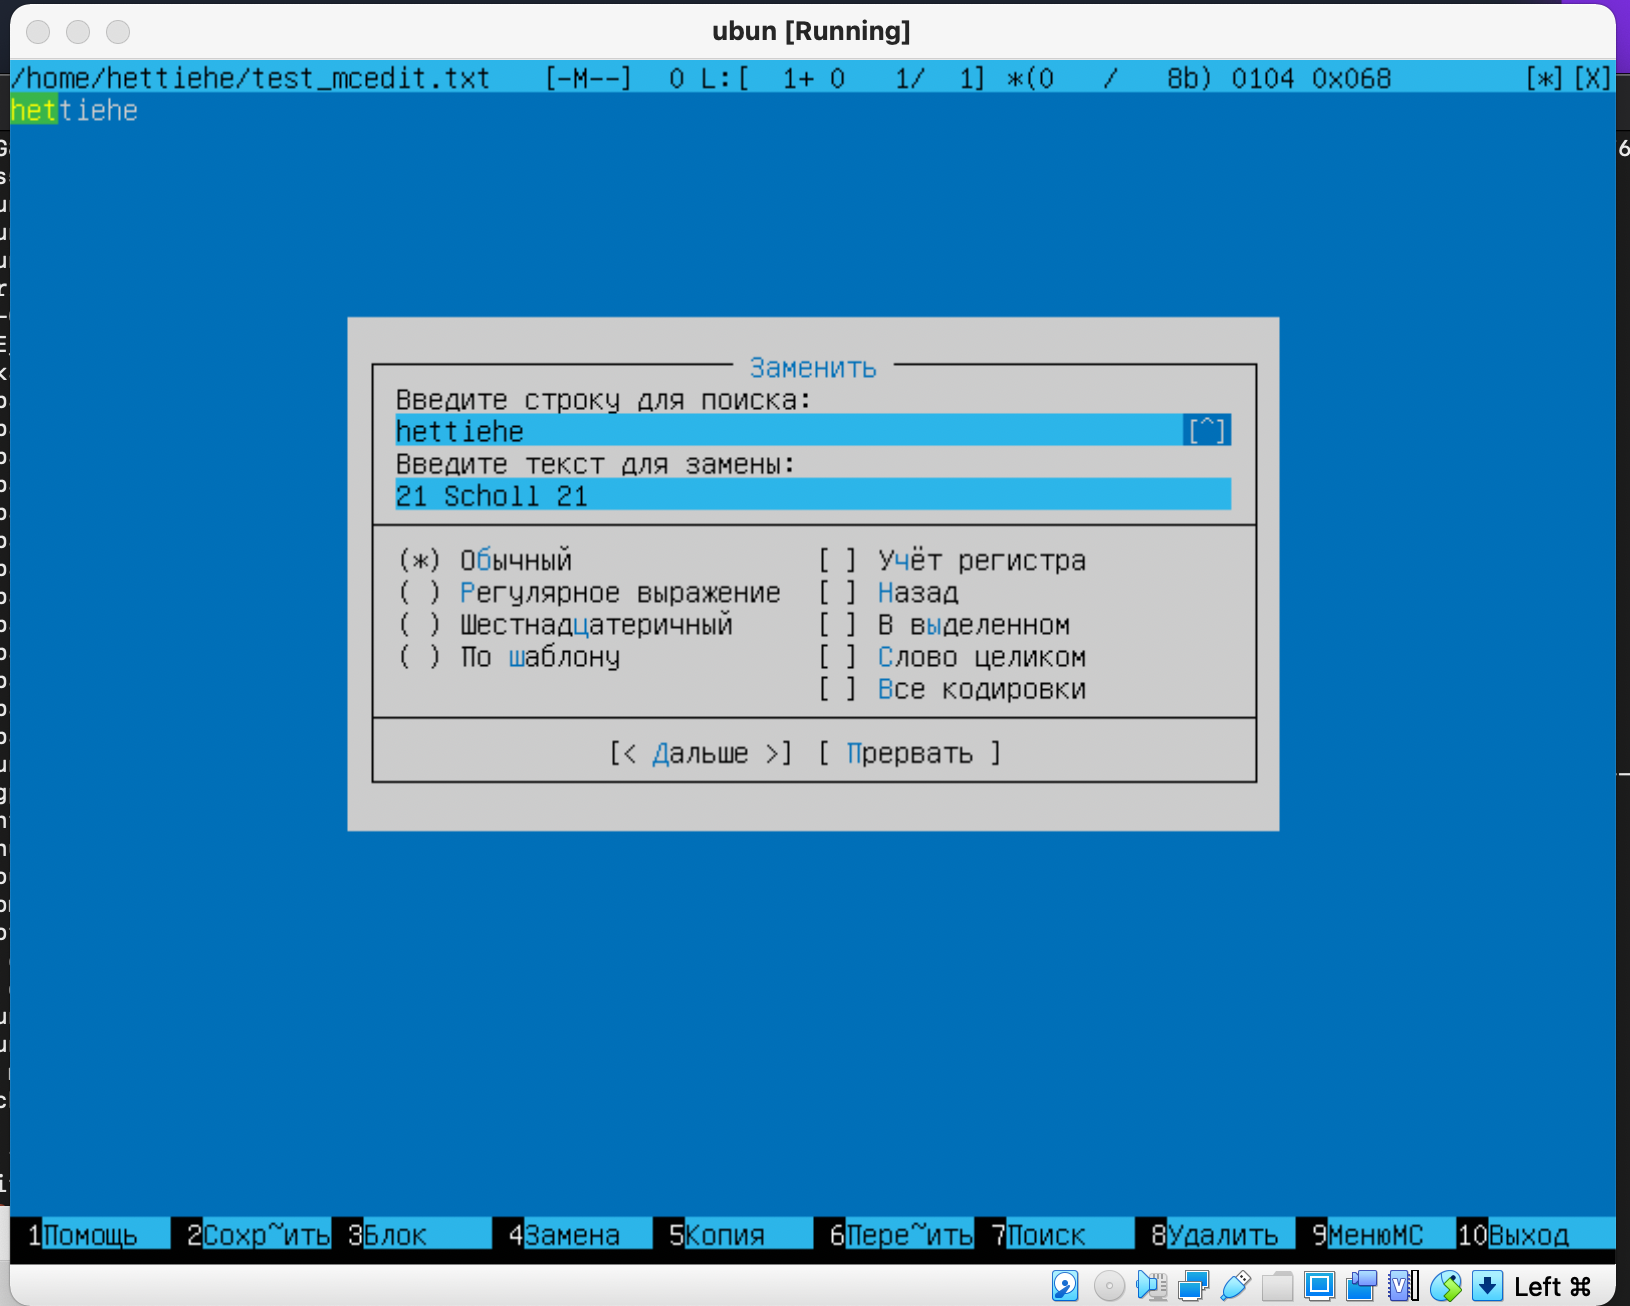 ubun [Running]
/home/hettiehe/test_mcedit.txt [-M--] 0 L:[ 1+ 0 1/ 1] *(0 / 8b) 0104 0x068 [*][X]
hettiehe
Заменить
Введите строку для поиска:
hettiehe [^]
Введите текст для замены:
21 Scholl 21
(*) Обычный [ ] Учёт регистра
( ) Регулярное выражение [ ] Назад
( ) Шестнадцатеричный [ ] В выделенном
( ) По шаблону [ ] Слово целиком
[ ] Все кодировки
[< Дальше >] [ Прервать ]
1Помощь 2Сохр~ить 3Блок 4Замена 5Копия 6Пере~ить 7Поиск 8Удалить 9МенюМС 10Выход
Left ⌘